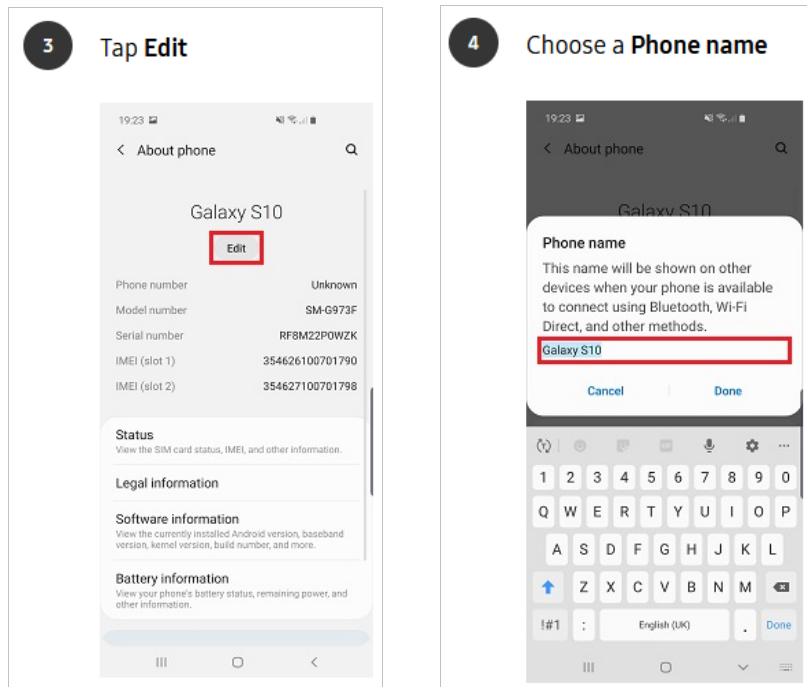 3 Tap Edit
19:23
About phone
Galaxy S10
Edit
Phone number Unknown
Model number SM-G973F
Serial number RF8M22P0WZK
IMEI (slot 1) 354626100701790
IMEI (slot 2) 354627100701798
Status
View the SIM card status, IMEI, and other information.
Legal information
Software information
View the currently installed Android version, baseband
version, kernel version, build number, and more.
Battery information
View your phone's battery status, remaining power, and
other information.
4 Choose a Phone name
19:23
About phone
Galaxy S10
Phone name
This name will be shown on other
devices when your phone is available
to connect using Bluetooth, Wi-Fi
Direct, and other methods.
Galaxy S10
Cancel Done
1 2 3 4 5 6 7 8 9 0
Q W E R T Y U I O P
A S D F G H J K L
Z X C V B N M
!#1 : English (UK) . Done